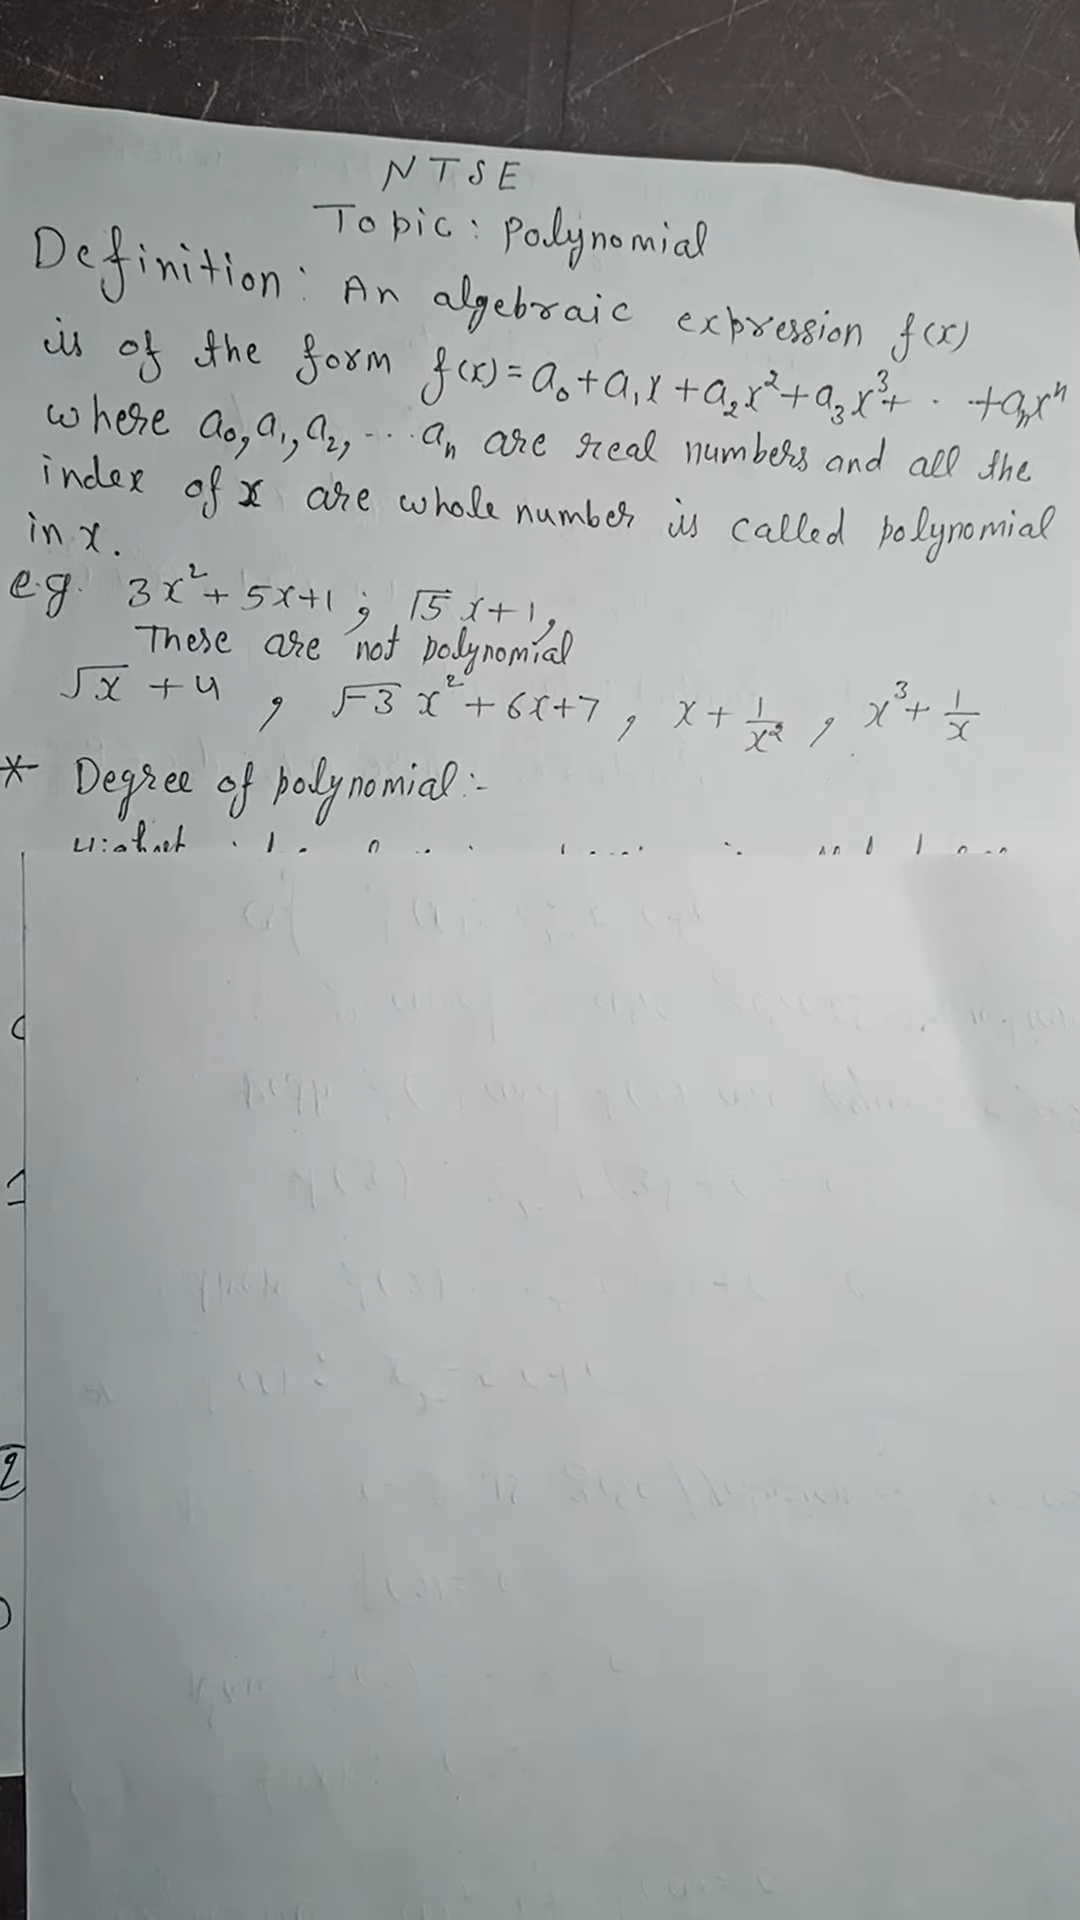 NTSE
Topic: Polynomial
Definition: An algebraic expression f(x)
is of the form f(x) = a₀ + a₁x + a₂x² + a₃x³ + . . + aₙxⁿ
where a₀, a₁, a₂, --- aₙ are real numbers and all the
index of x are whole number is called polynomial
in x.
e.g. 3x² + 5x+1 ; √5 x+1,
These are not polynomial
√x + 4 , √-3 x² + 6x+7 , x + 1/x² , x³ + 1/x
* Degree of polynomial :-
2